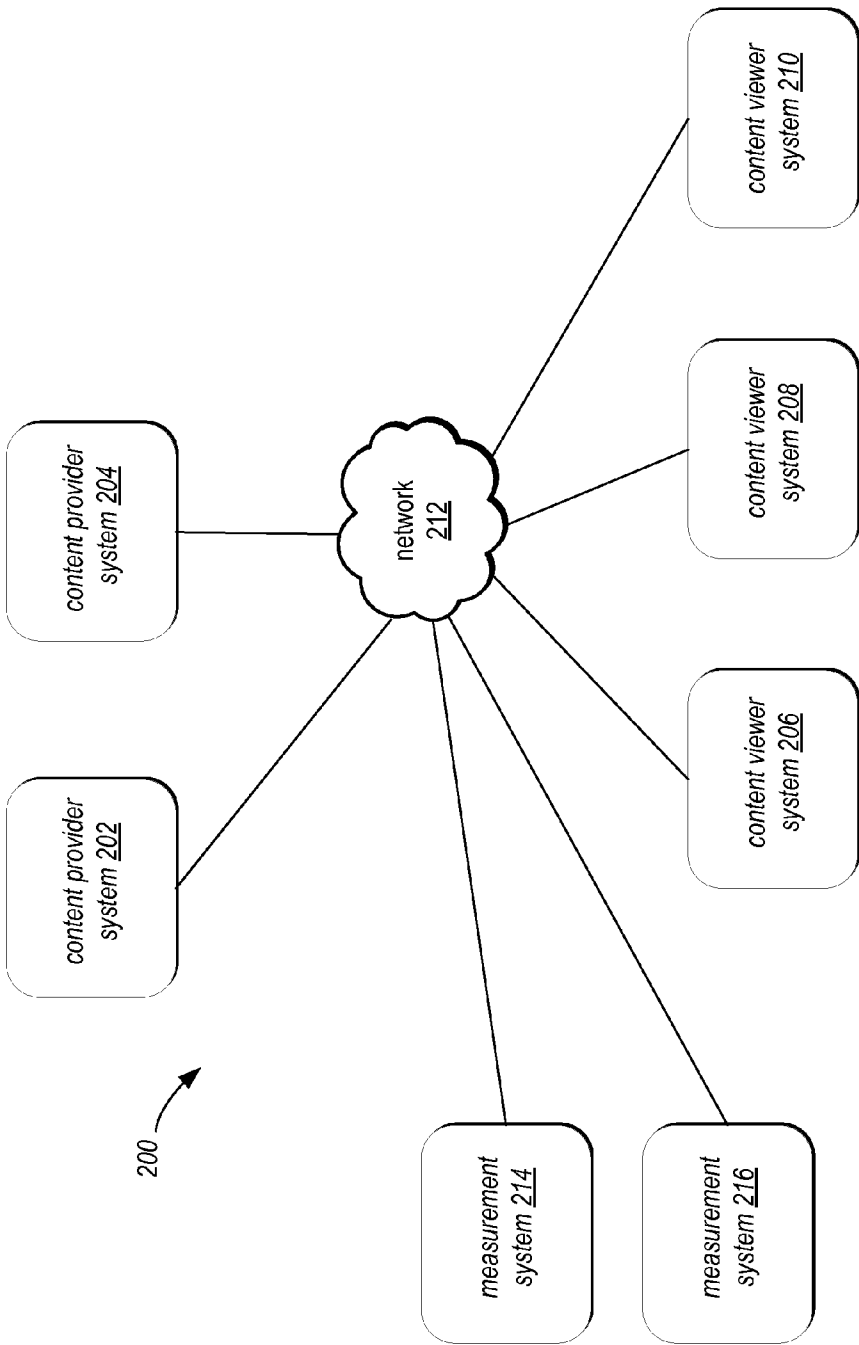 200
content provider
system 202
content provider
system 204
network
212
measurement
system 214
measurement
system 216
content viewer
system 206
content viewer
system 208
content viewer
system 210